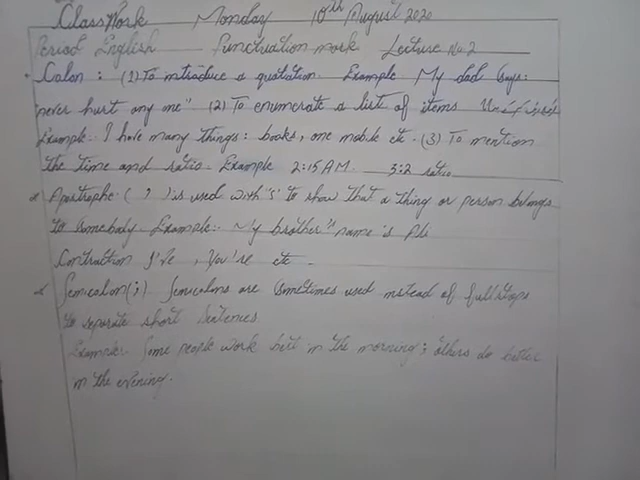 ClassWork Monday 10th August 2020
Period English Punctuation mark Lecture No. 2
Colon : (1) To introduce a quotation. Example My dad says:
"never hurt any one" (2) To enumerate a list of items
Example:- I have many things: books, one mobile etc. (3) To mention
the time and ratio. Example 2:15 AM. 3:2 ratio
Apostrophe ( ' ) is used with 's' to show that a thing or person belongs
to somebody. Example:- My brother's name is
Contraction I've, You're etc -
Semicolon (;) Semicolons are sometimes used instead of full stops
to separate short sentences.
Example:- Some people work best in the morning; others do better
in the evening.